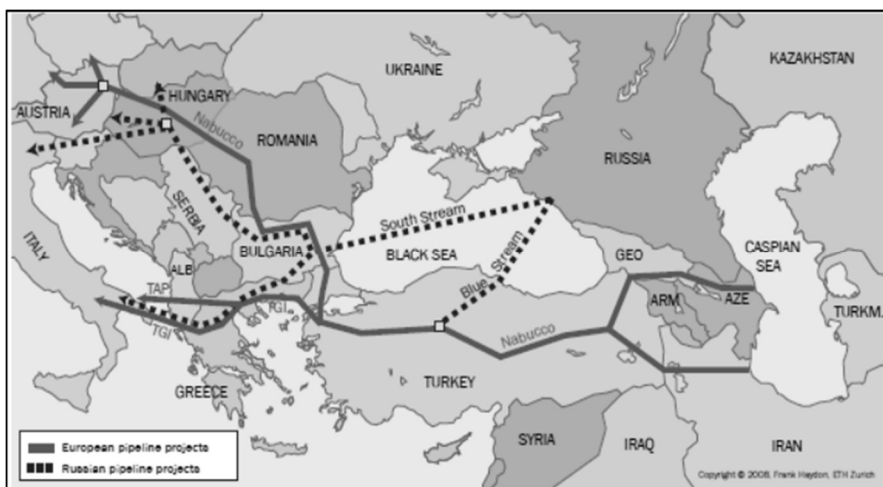 KAZAKHSTAN
UKRAINE
AUSTRIA
HUNGARY
Nabucco
ROMANIA
RUSSIA
SERBIA
South Stream
ITALY
BULGARIA
BLACK SEA
Blue Stream
GEO
CASPIAN
SEA
ALB
TAP
ARM
AZE
TURKM.
TGI
TGI
Nabucco
GREECE
TURKEY
SYRIA
IRAQ
IRAN
European pipeline projects
Russian pipeline projects
Copyright © 2008, Frank Haydon, ETH Zurich